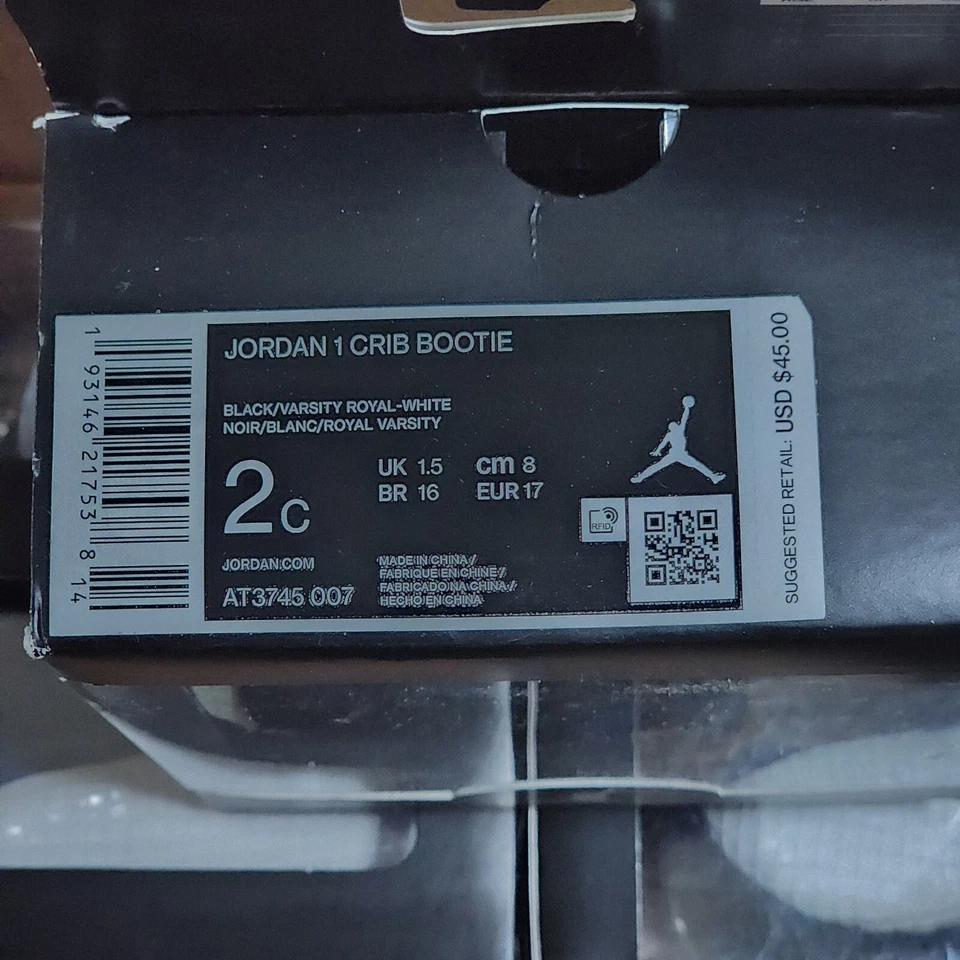 JORDAN 1 CRIB BOOTIE
BLACK/VARSITY ROYAL-WHITE
NOIR/BLANC/ROYAL VARSITY
2C
UK 1.5 cm 8
BR 16 EUR 17
RFID
JORDAN.COM
AT3745 007
MADE IN CHINA /
FABRIQUE EN CHINE /
FABRICADO NA CHINA /
HECHO EN CHINA
1 93146 21753 8 14
SUGGESTED RETAIL: USD $45.00